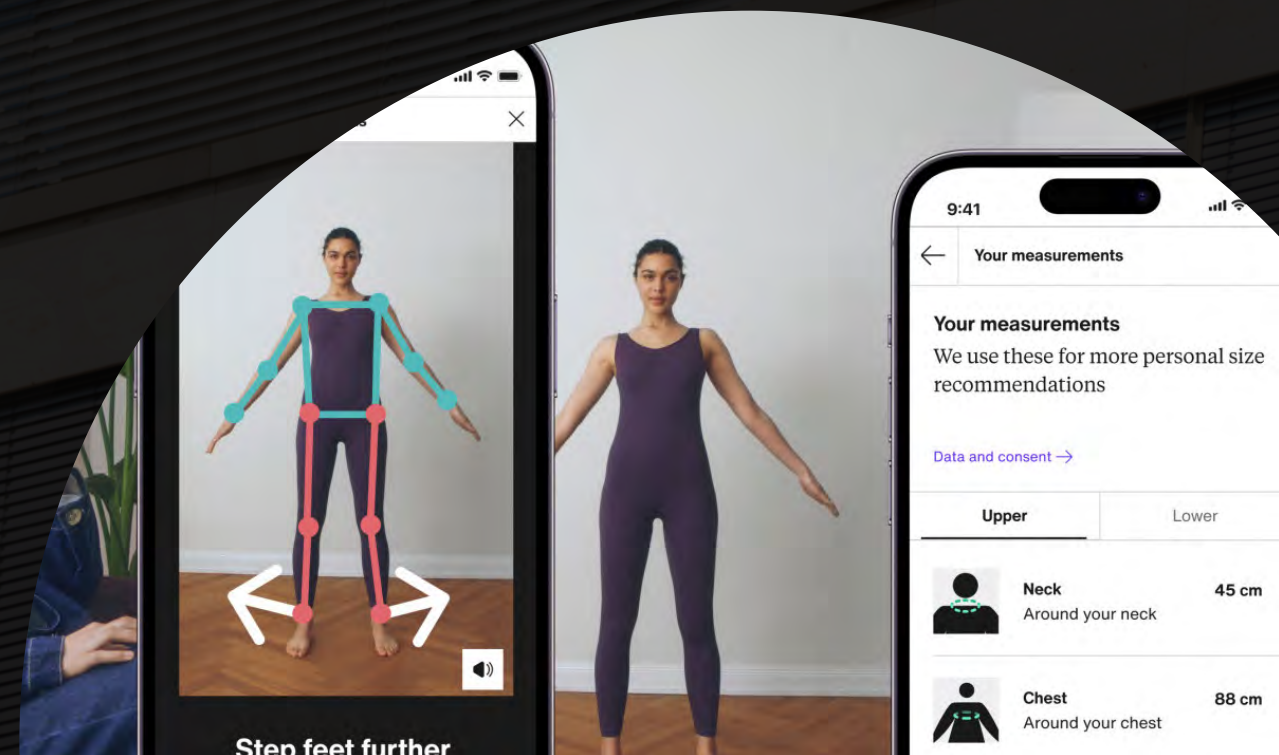 Step feet further
9:41
Your measurements
Your measurements
We use these for more personal size
recommendations
Data and consent
Upper
Lower
Neck
45 cm
Around your neck
Chest
88 cm
Around your chest